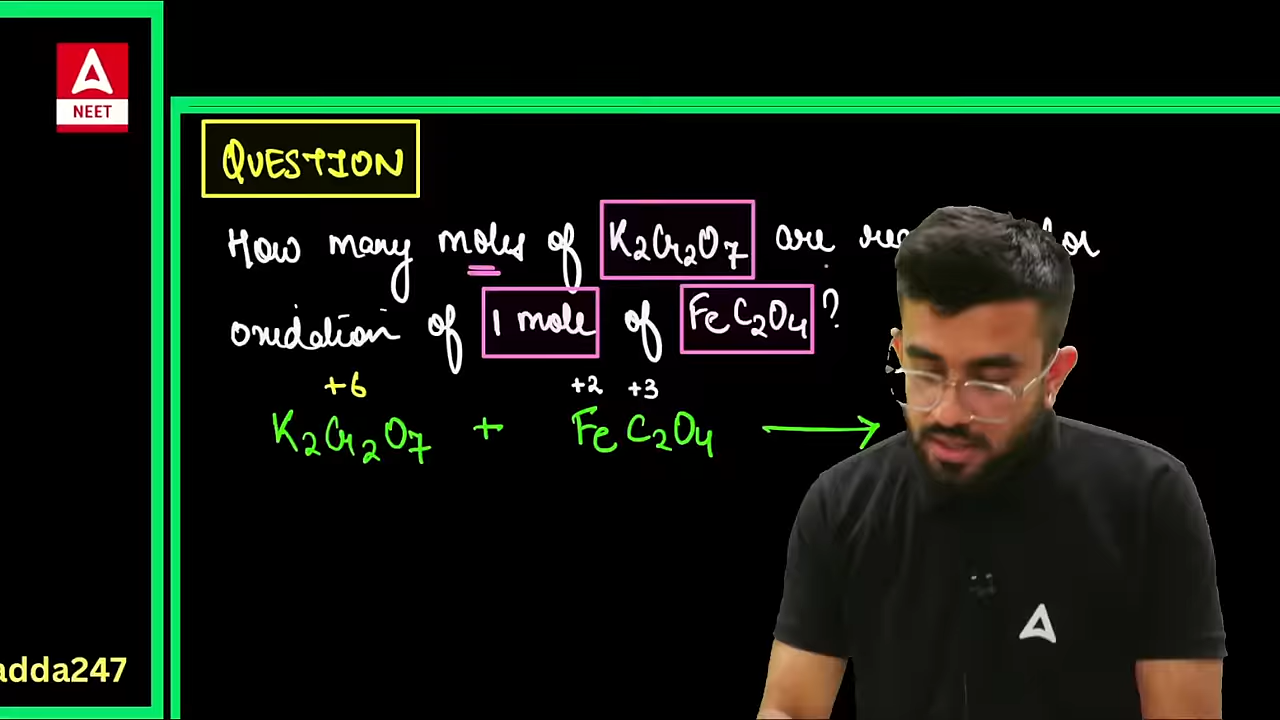 NEET
QUESTION
How many moles of K2Cr2O7 are
oxidation of 1 mole of FeC2O4?
+6 +2 +3
K2Cr2O7 + FeC2O4 →
adda247